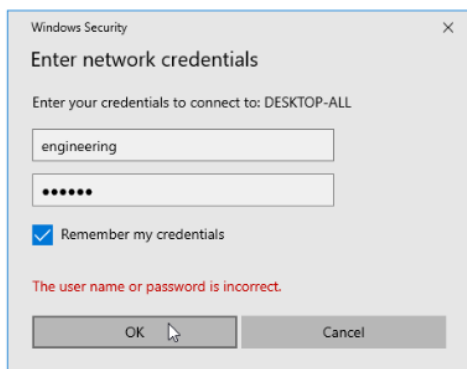 Windows Security
Enter network credentials
Enter your credentials to connect to: DESKTOP-ALL
engineering
••••••
Remember my credentials
The user name or password is incorrect.
OK
Cancel